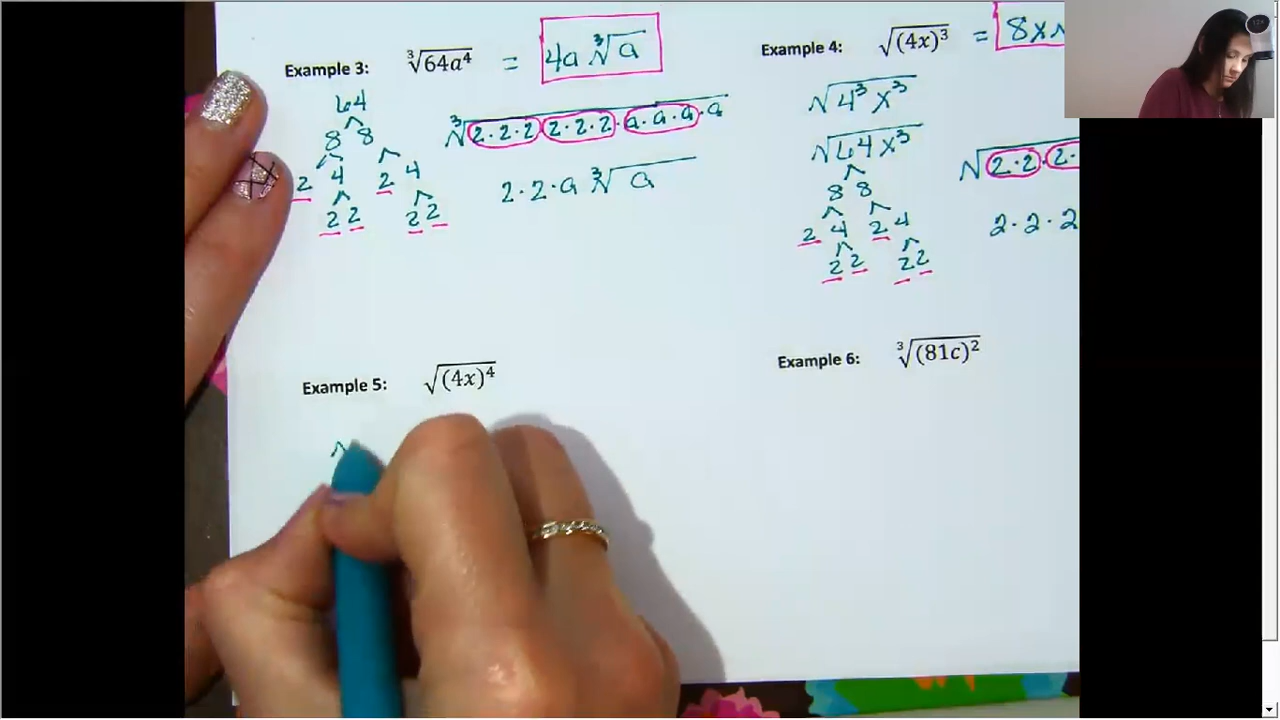 Example 3: ∛64a⁴ = 4a ∛a
64
8 8
2 4 2 4
2 2 2 2
∛2·2·2 2·2·2·a·a·a·a
2·2·a ∛a
Example 4: √(4x)³ = 8x√
√4³x³
√64x³
8 8
2 4 2 4
2 2 2 2
√2·2 2·
2·2·2
Example 5: √(4x)⁴
Example 6: ∛(81c)²